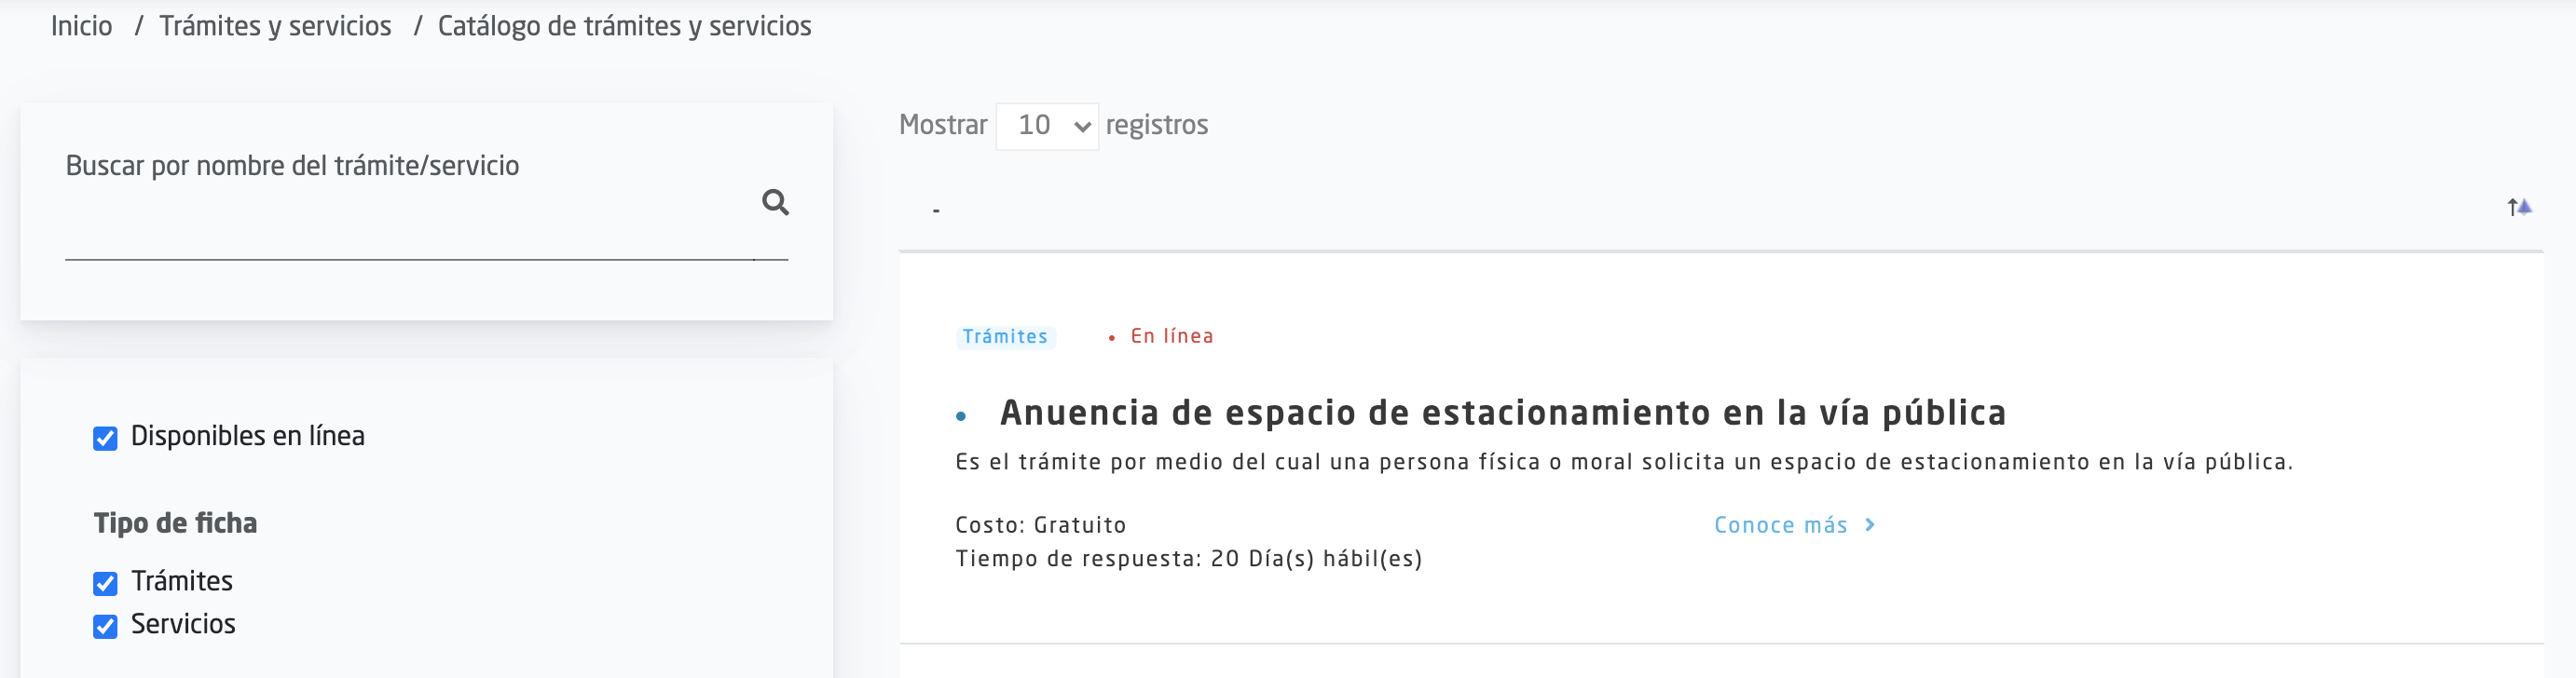 Inicio / Trámites y servicios / Catálogo de trámites y servicios
Buscar por nombre del trámite/servicio
Disponibles en línea
Tipo de ficha
Trámites
Servicios
Mostrar 10 registros
-
Trámites • En línea
• Anuencia de espacio de estacionamiento en la vía pública
Es el trámite por medio del cual una persona física o moral solicita un espacio de estacionamiento en la vía pública.
Costo: Gratuito Conoce más >
Tiempo de respuesta: 20 Día(s) hábil(es)